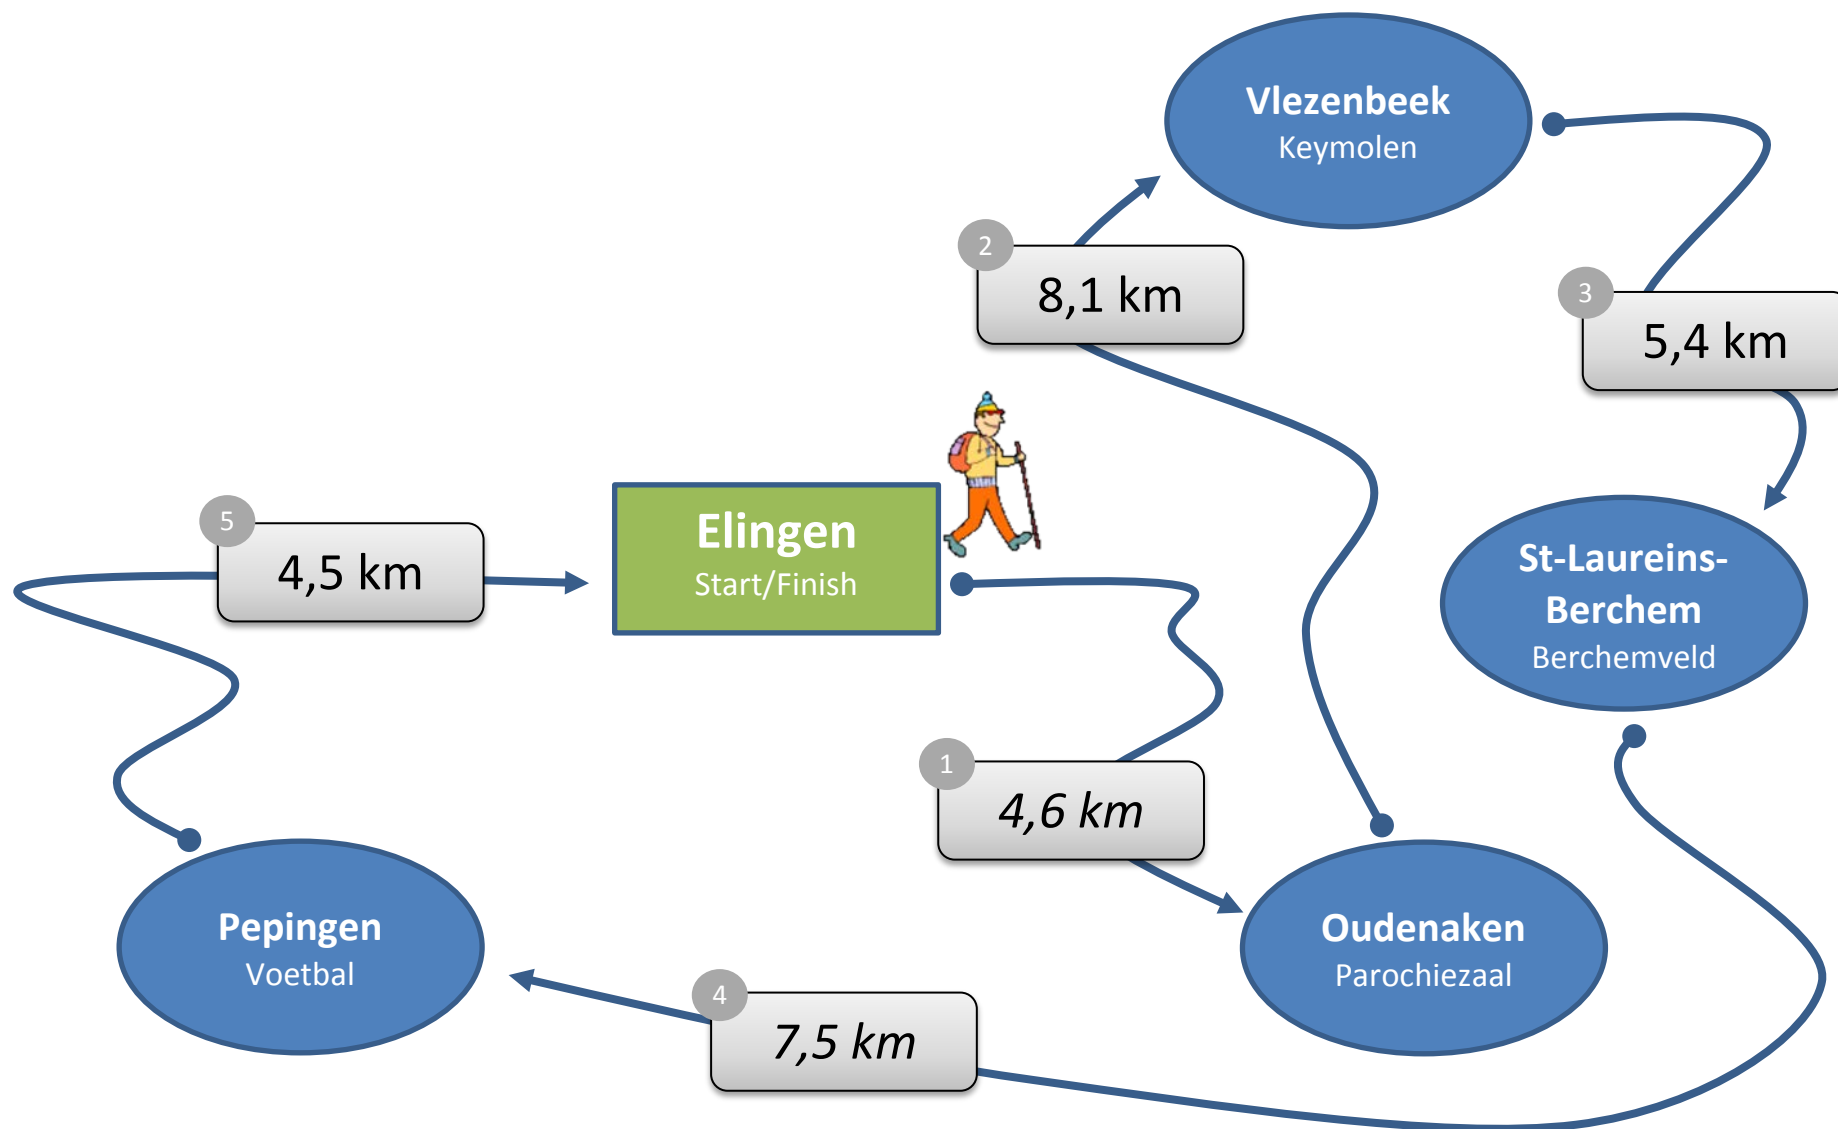 Vlezenbeek
Keymolen
2
8,1 km
3
5,4 km
5
4,5 km
Elingen
Start/Finish
St-Laureins-
Berchem
Berchemveld
1
4,6 km
Pepingen
Voetbal
Oudenaken
Parochiezaal
4
7,5 km